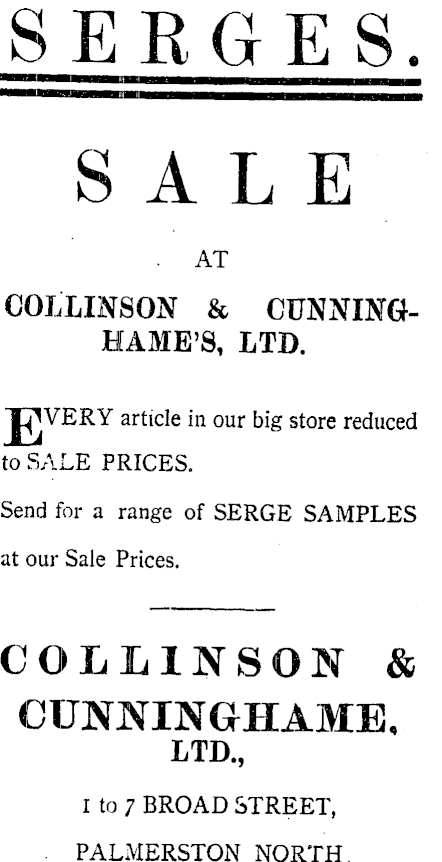 SERGES.
SALE
AT
COLLINSON & CUNNING-
HAME'S, LTD.
EVERY article in our big store reduced
to SALE PRICES.
Send for a range of SERGE SAMPLES
at our Sale Prices.
COLLINSON &
CUNNINGHAME,
LTD.,
1 to 7 BROAD STREET,
PALMERSTON NORTH.